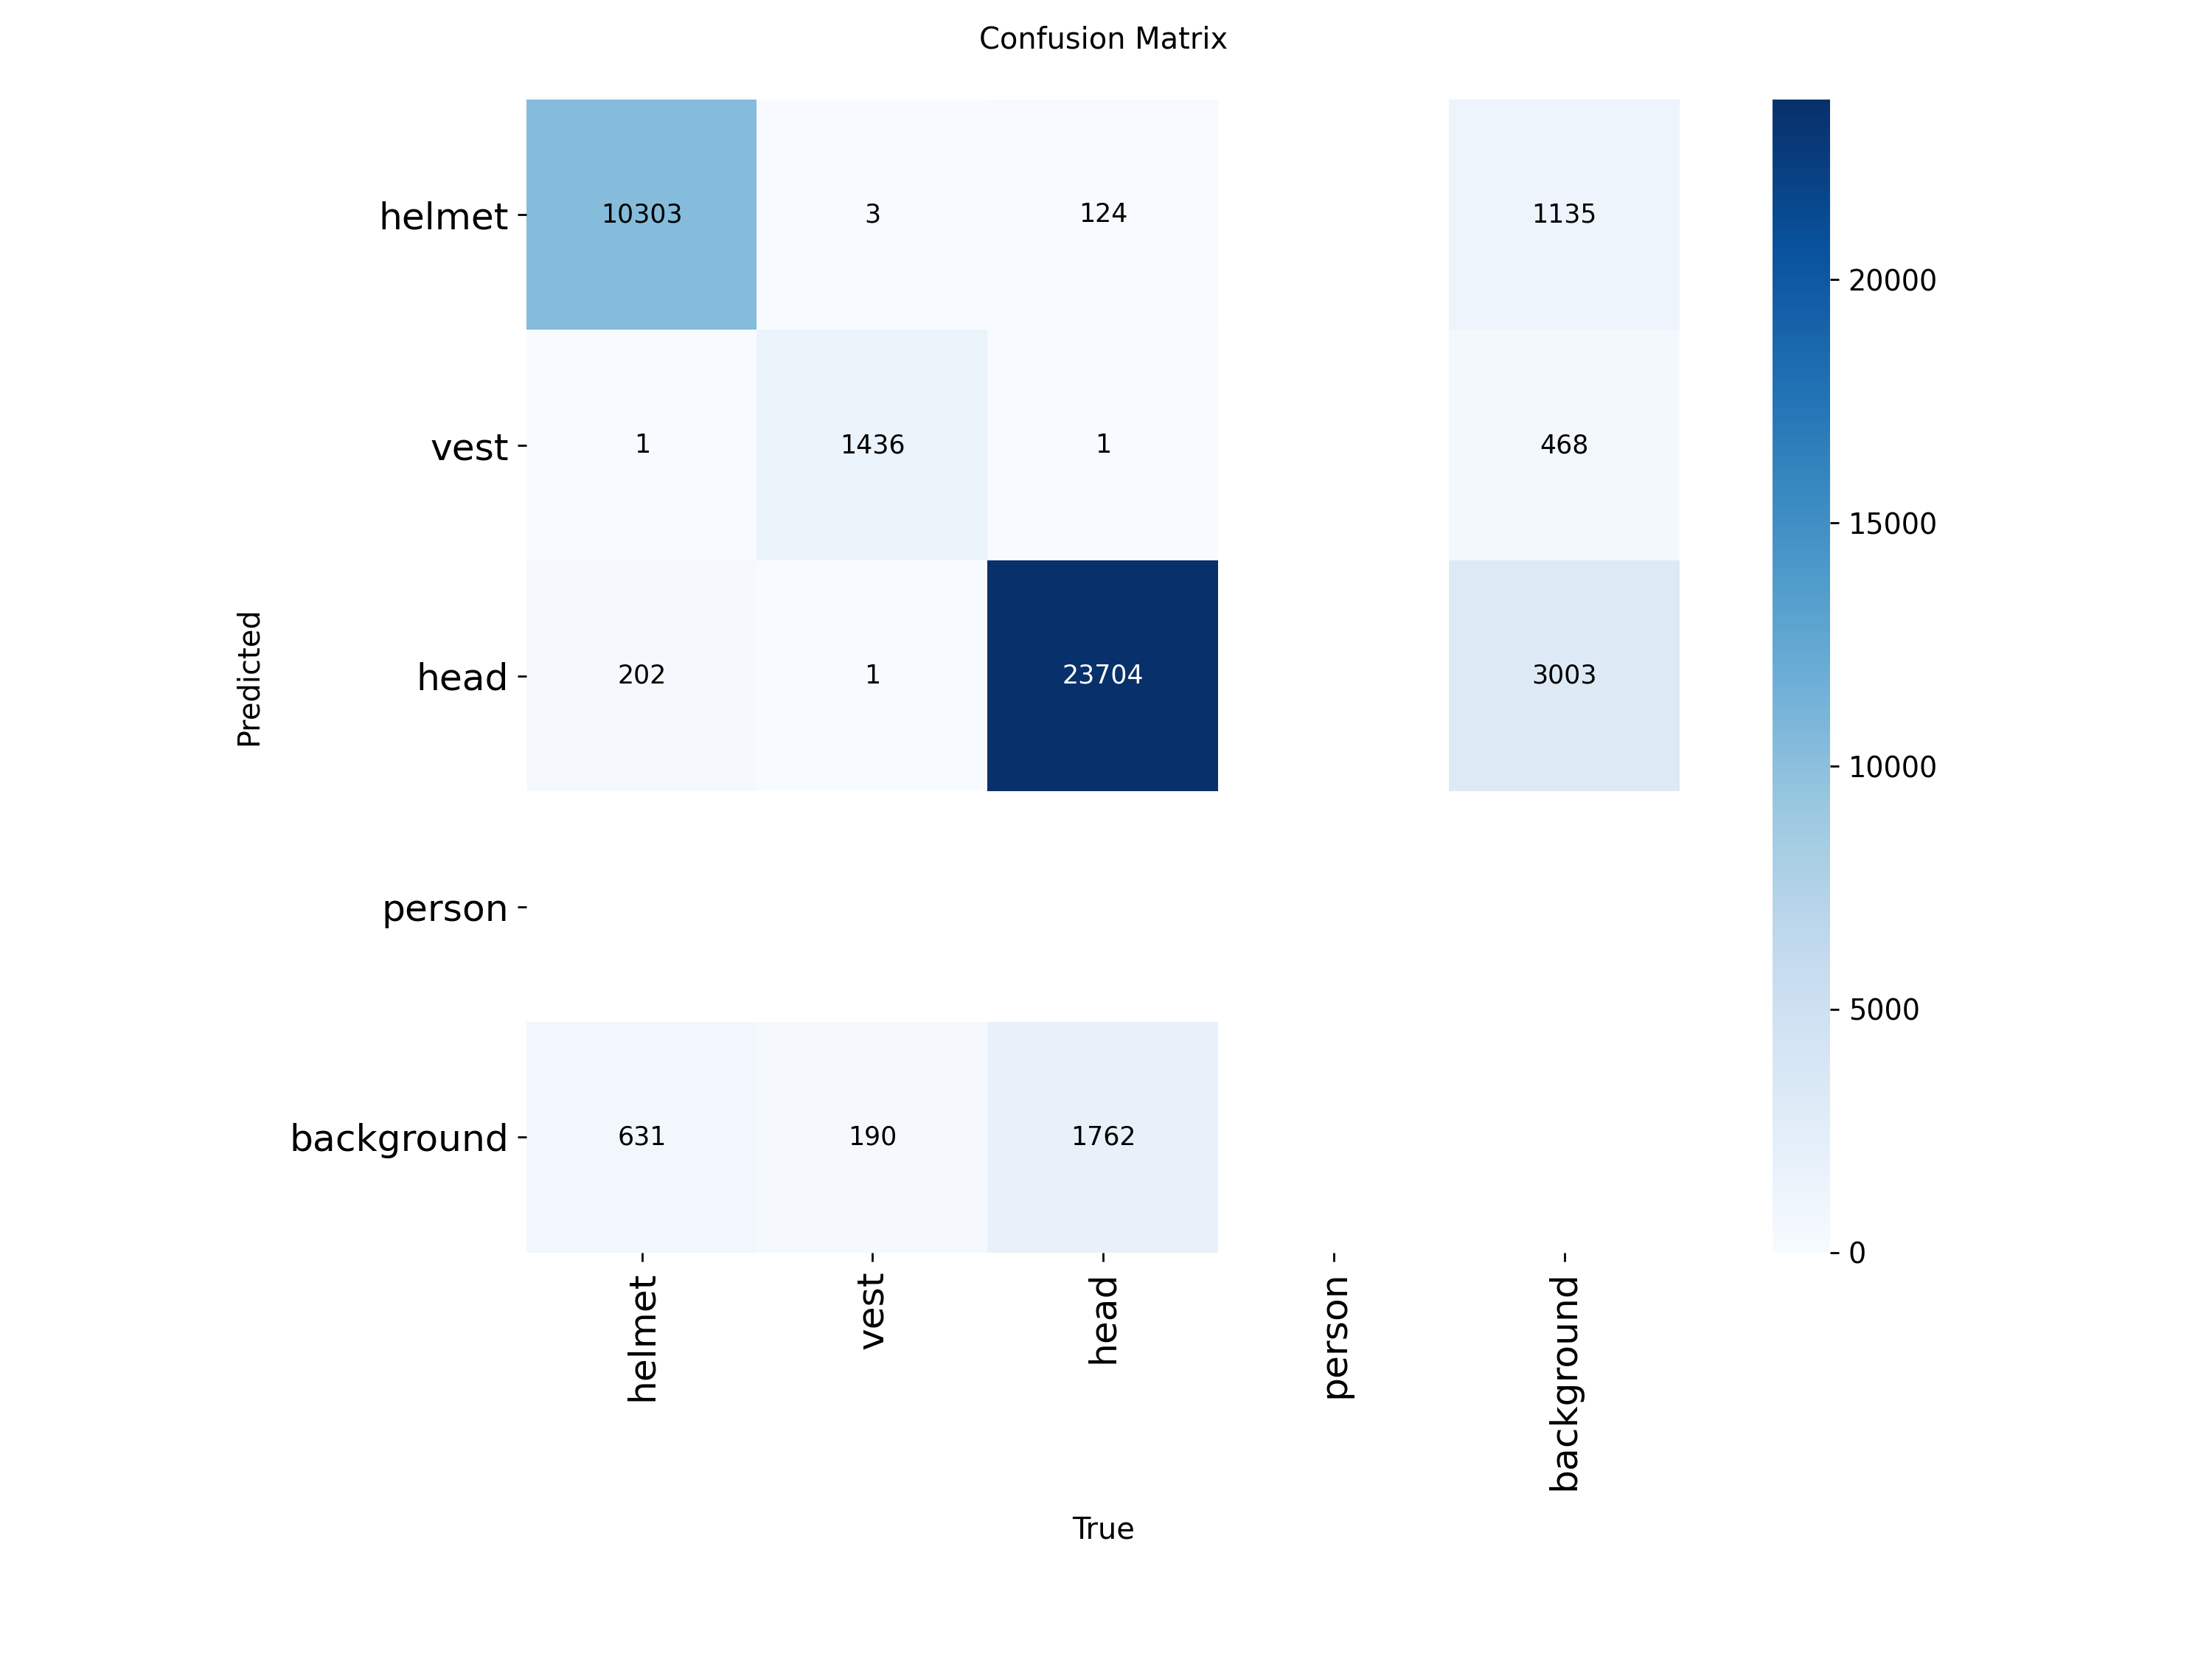 Confusion Matrix
helmet
10303
3
124
1135
vest
1
1436
1
468
head
202
1
23704
3003
person
background
631
190
1762
helmet
vest
head
person
background
Predicted
True
20000
15000
10000
5000
0